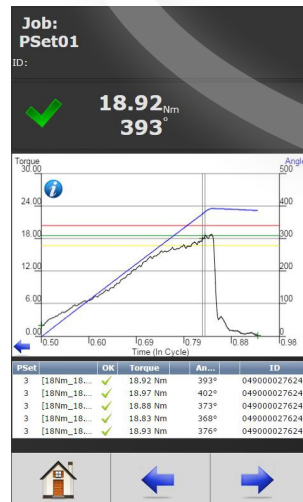 Job:
PSet01
ID:
18.92Nm
393°
Torque Angle
30.00 500
24.00 400
18.00 300
12.00 200
6.00 100
0.00 0
0.50 0.60 0.69 0.79 0.88 0.98
Time (In Cycle)
PSet OK Torque An... ID
3 [18Nm_18.... 18.92 Nm 393° 049000027624
3 [18Nm_18.... 18.97 Nm 402° 049000027624
3 [18Nm_18.... 18.88 Nm 373° 049000027624
3 [18Nm_18.... 18.83 Nm 368° 049000027624
3 [18Nm_18.... 18.93 Nm 376° 049000027624